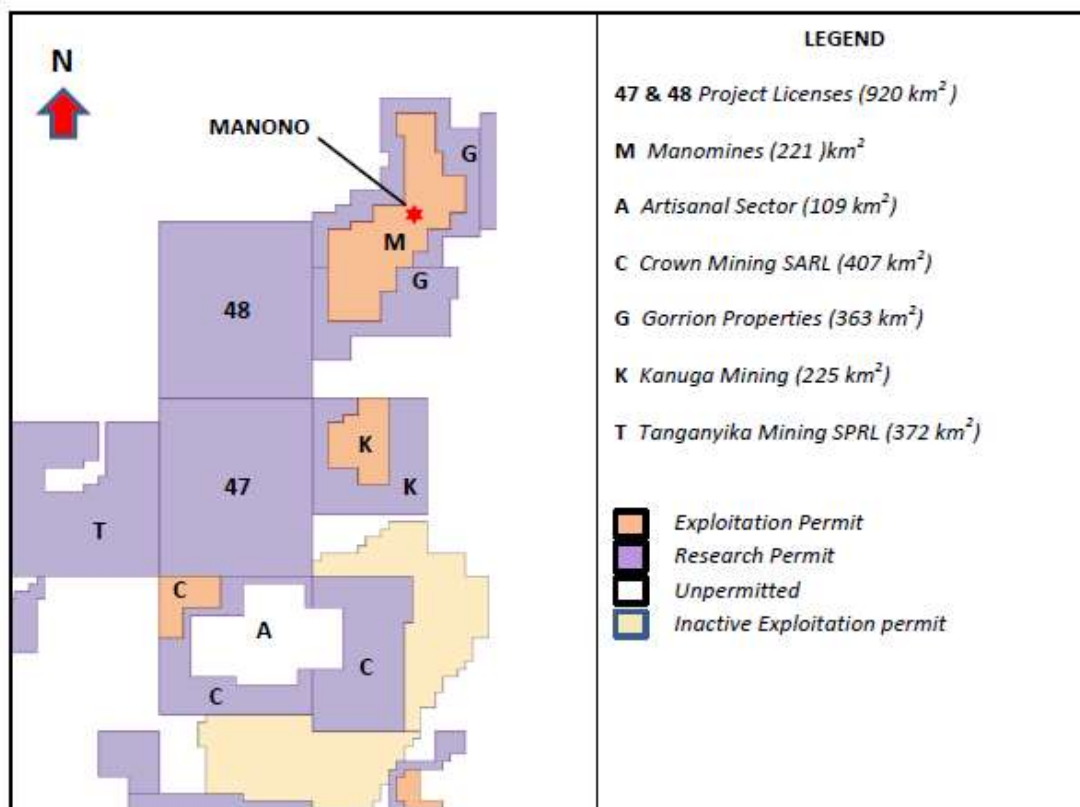 N
MANONO
G
M
G
48
K
47
K
T
C
A
C
C
LEGEND
47 & 48 Project Licenses (920 km²)
M Manomines (221 )km²
A Artisanal Sector (109 km²)
C Crown Mining SARL (407 km²)
G Gorrion Properties (363 km²)
K Kanuga Mining (225 km²)
T Tanganyika Mining SPRL (372 km²)
Exploitation Permit
Research Permit
Unpermitted
Inactive Exploitation permit